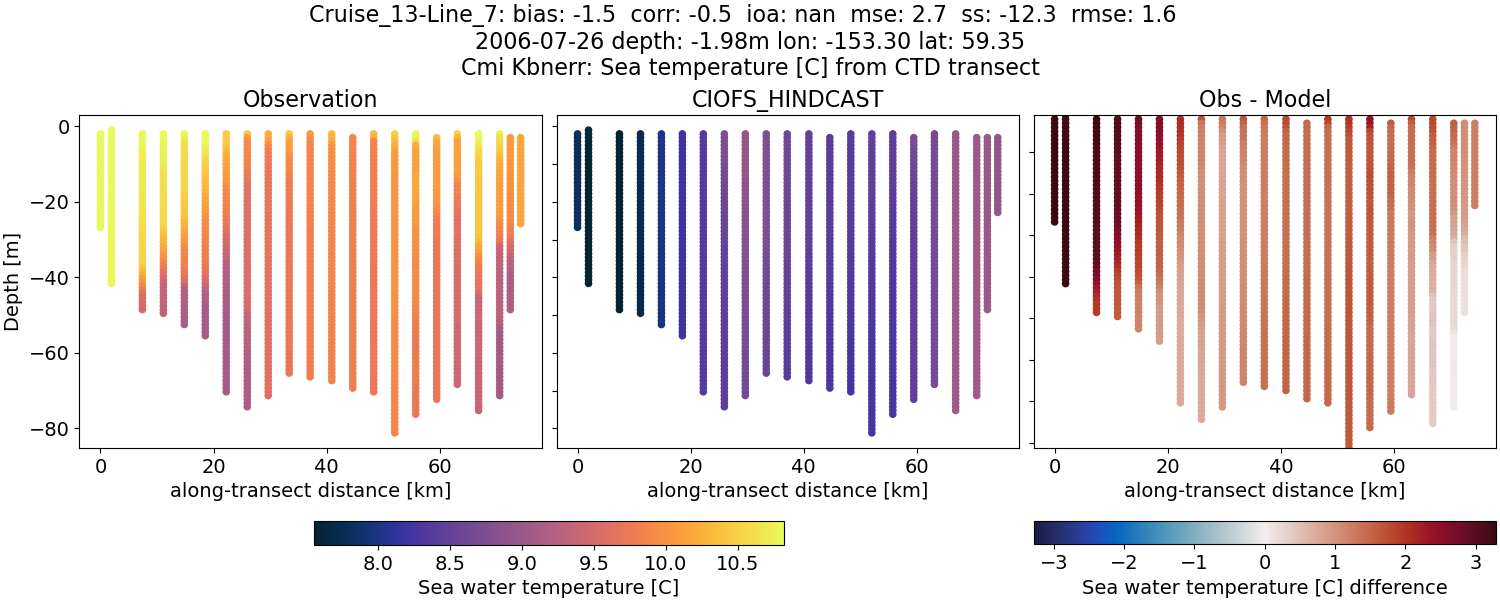 Cruise_13-Line_7: bias: -1.5  corr: -0.5  ioa: nan  mse: 2.7  ss: -12.3  rmse: 1.6
2006-07-26 depth: -1.98m lon: -153.30 lat: 59.35
Cmi Kbnerr: Sea temperature [C] from CTD transect
Observation
CIOFS_HINDCAST
Obs - Model
Depth [m]
0
−20
−40
−60
−80
0 20 40 60
0 20 40 60
0 20 40 60
along-transect distance [km]
along-transect distance [km]
along-transect distance [km]
8.0 8.5 9.0 9.5 10.0 10.5
Sea water temperature [C]
−3 −2 −1 0 1 2 3
Sea water temperature [C] difference